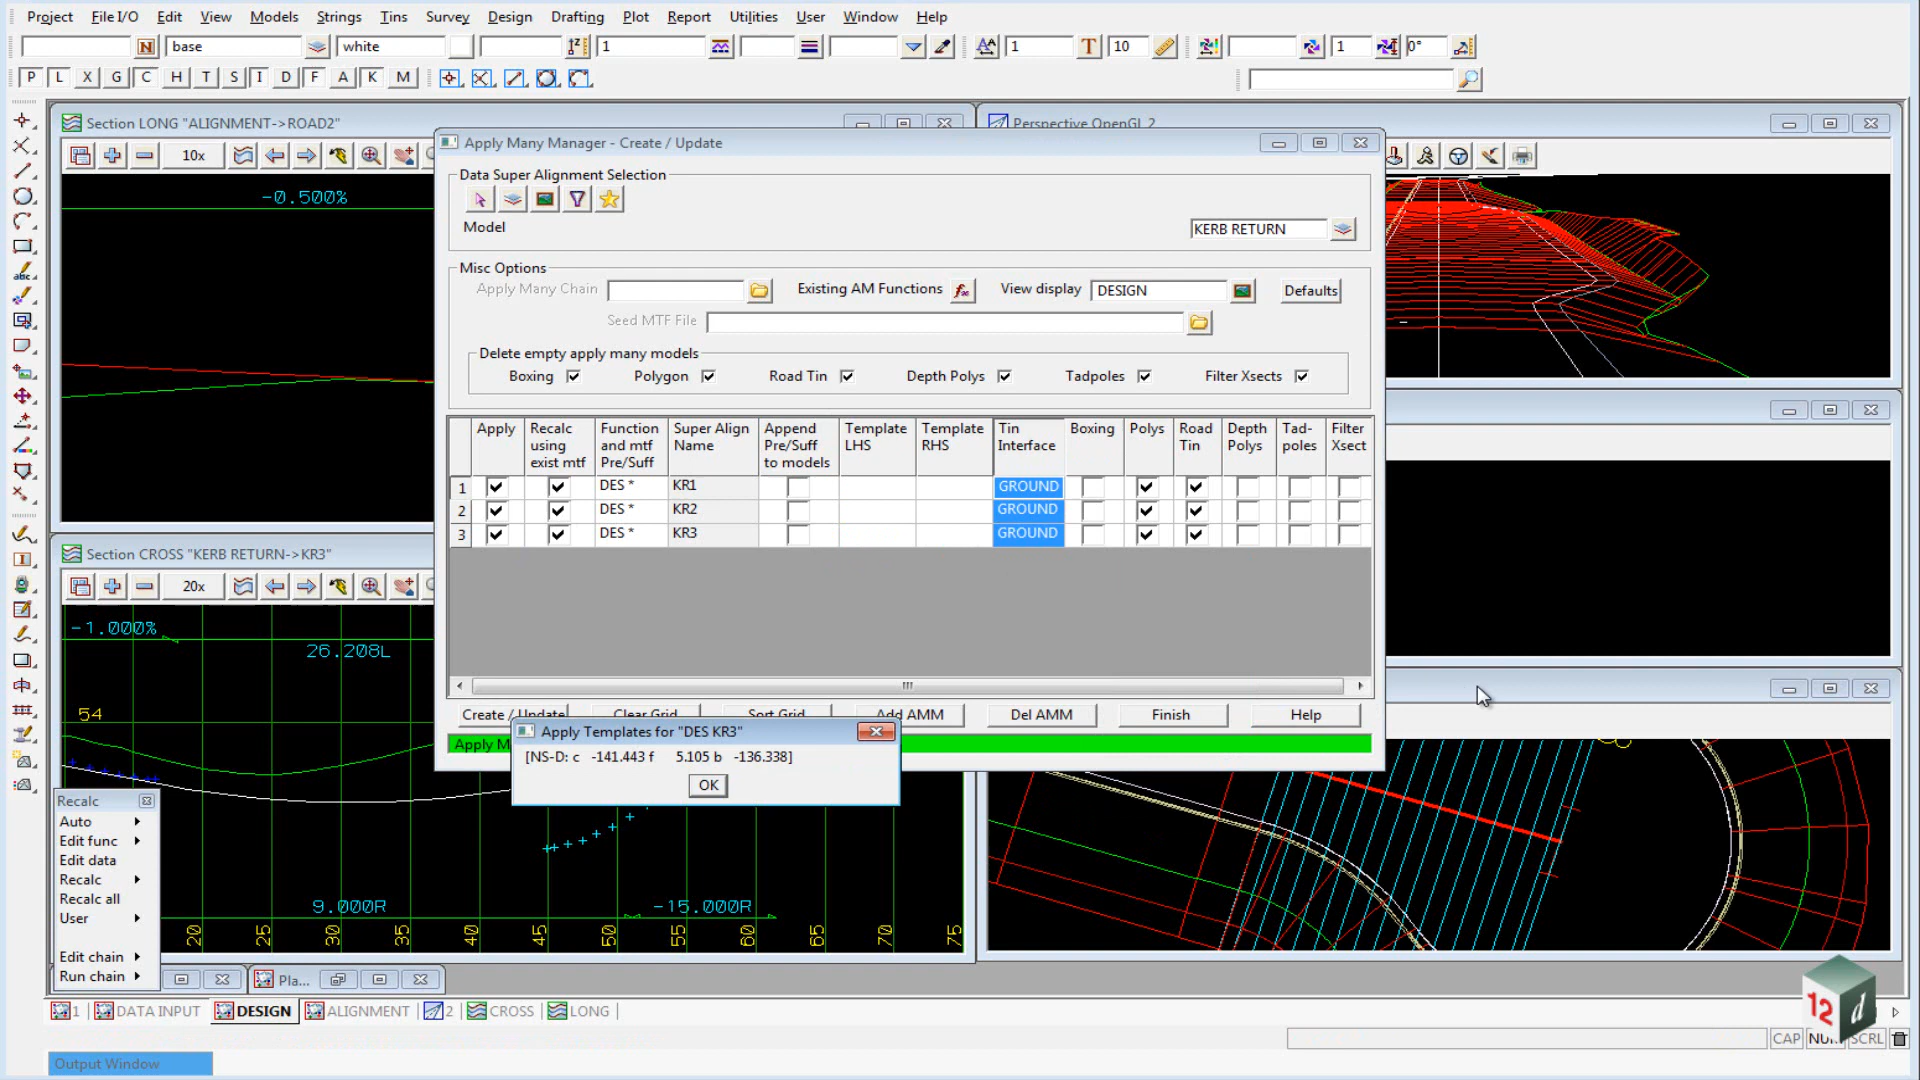 Project File I/O Edit View Models Strings Tins Survey Design Drafting Plot Report Utilities User Window Help
N base white 1 T 1 10 1 0°
P L X G C H T S I D F A K M
Section LONG "ALIGNMENT->ROAD2"
10x
-0.500%
Perspective OpenGL 2
Apply Many Manager - Create / Update
Data Super Alignment Selection
Model KERB RETURN
Misc Options
Apply Many Chain Existing AM Functions View display DESIGN Defaults
Seed MTF File
Delete empty apply many models
Boxing Polygon Road Tin Depth Polys Tadpoles Filter Xsects
Apply Recalc using exist mtf Function and mtf Pre/Suff Super Align Name Append Pre/Suff to models Template LHS Template RHS Tin Interface Boxing Polys Road Tin Depth Polys Tad-poles Filter Xsect
1 DES * KR1 GROUND
2 DES * KR2 GROUND
3 DES * KR3 GROUND
Create / Update Clear Grid Sort Grid Add AMM Del AMM Finish Help
Apply M
Apply Templates for "DES KR3"
[NS-D: c -141.443 f 5.105 b -136.338]
OK
Section CROSS "KERB RETURN->KR3"
20x
-1.000%
26.208L
54
9.000R -15.000R
20 25 30 35 40 45 50 55 60 65 70 75
Recalc
Auto
Edit func
Edit data
Recalc
Recalc all
User
Edit chain
Run chain
Pla...
1 DATA INPUT DESIGN ALIGNMENT 2 CROSS LONG
12 d
CAP NUM SCRL
Output Window